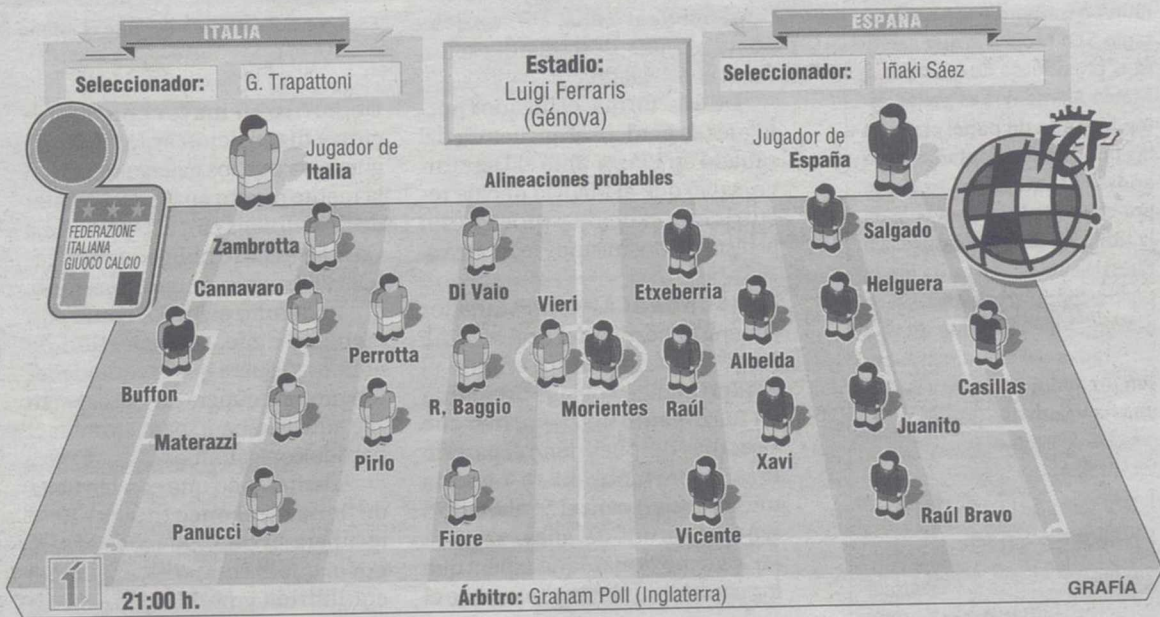 ITALIA
Seleccionador: G. Trapattoni
Estadio:
Luigi Ferraris
(Génova)
ESPAÑA
Seleccionador: Iñaki Sáez
Jugador de
Italia
Jugador de
España
Alineaciones probables
FEDERAZIONE
ITALIANA
GIUOCO CALCIO
FCF
Zambrotta
Cannavaro
Buffon
Materazzi
Panucci
Perrotta
Pirlo
Di Vaio
R. Baggio
Fiore
Vieri
Morientes
Etxeberria
Raúl
Vicente
Albelda
Xavi
Salgado
Helguera
Juanito
Raúl Bravo
Casillas
1
21:00 h.
Árbitro: Graham Poll (Inglaterra)
GRAFÍA